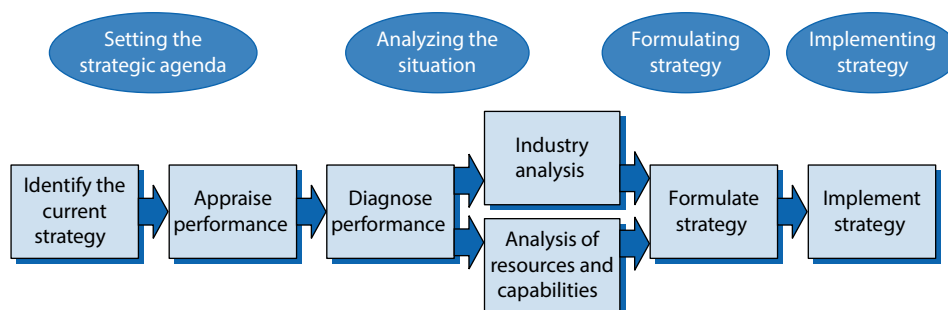 Setting the
strategic agenda
Analyzing the
situation
Formulating
strategy
Implementing
strategy
Identify the
current
strategy
Appraise
performance
Diagnose
performance
Industry
analysis
Analysis of
resources and
capabilities
Formulate
strategy
Implement
strategy